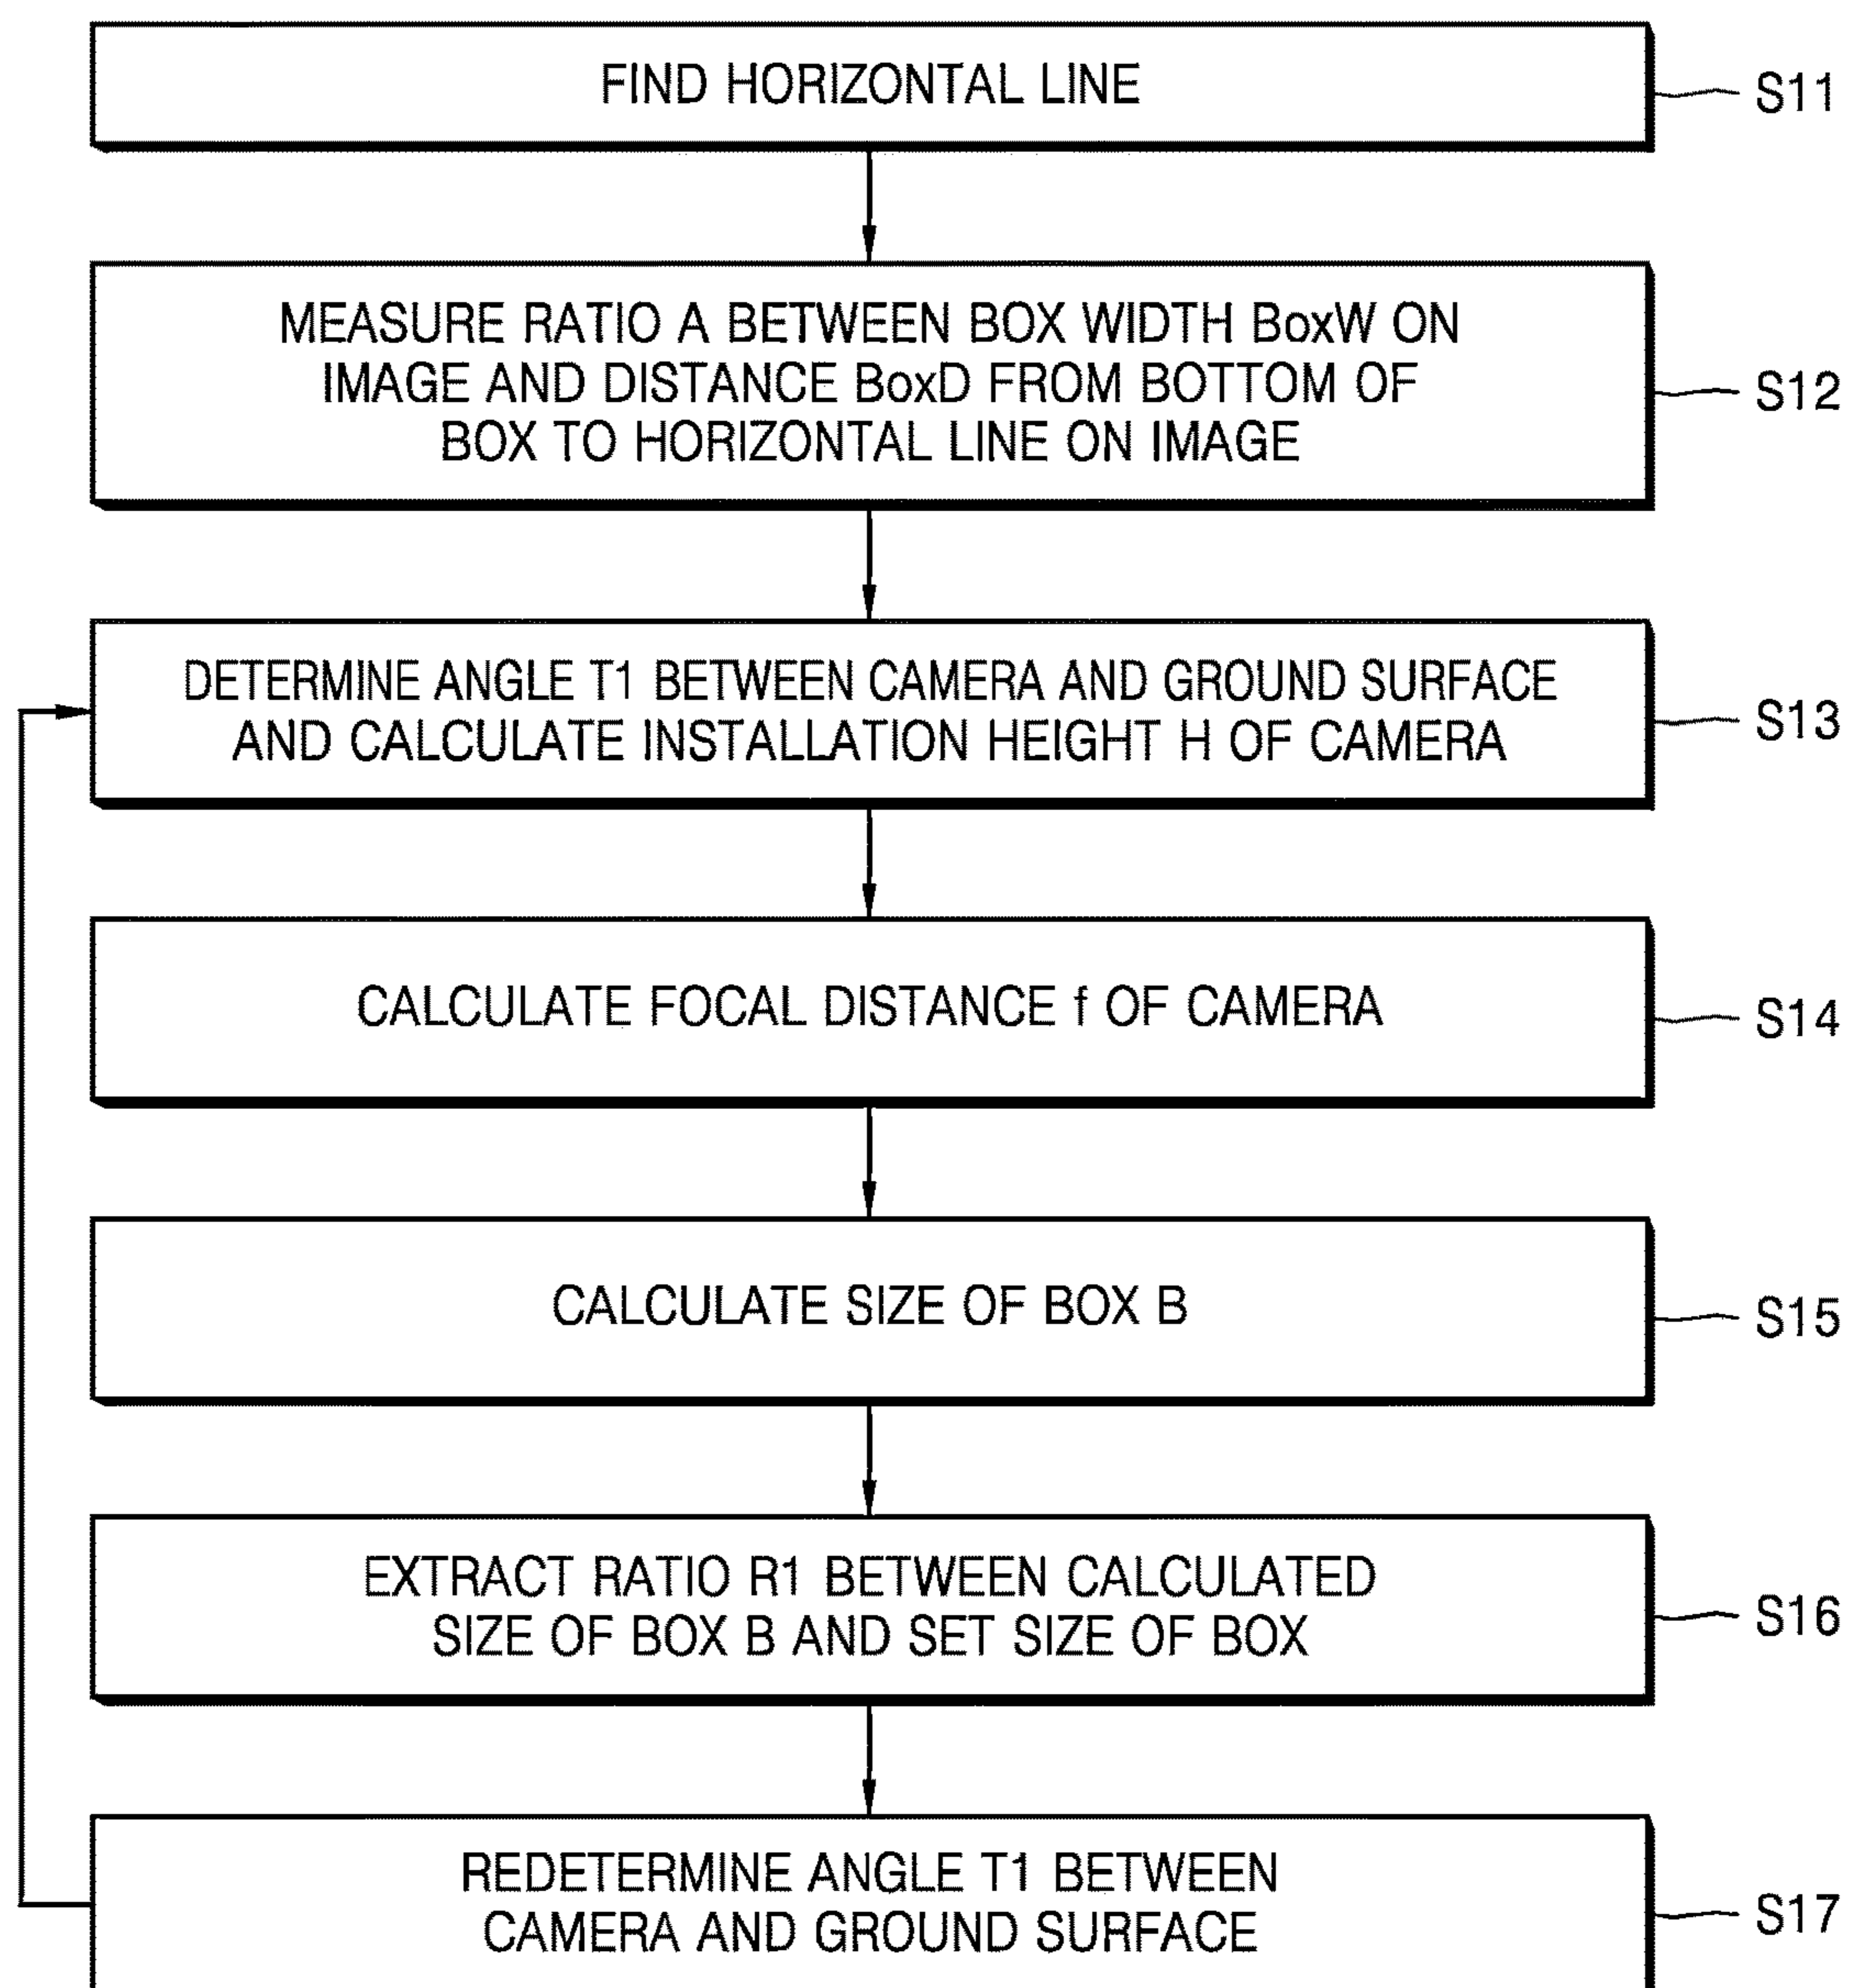 FIND HORIZONTAL LINE
S11
MEASURE RATIO A BETWEEN BOX WIDTH BoxW ON
IMAGE AND DISTANCE BoxD FROM BOTTOM OF
BOX TO HORIZONTAL LINE ON IMAGE
S12
DETERMINE ANGLE T1 BETWEEN CAMERA AND GROUND SURFACE
AND CALCULATE INSTALLATION HEIGHT H OF CAMERA
S13
CALCULATE FOCAL DISTANCE f OF CAMERA
S14
CALCULATE SIZE OF BOX B
S15
EXTRACT RATIO R1 BETWEEN CALCULATED
SIZE OF BOX B AND SET SIZE OF BOX
S16
REDETERMINE ANGLE T1 BETWEEN
CAMERA AND GROUND SURFACE
S17